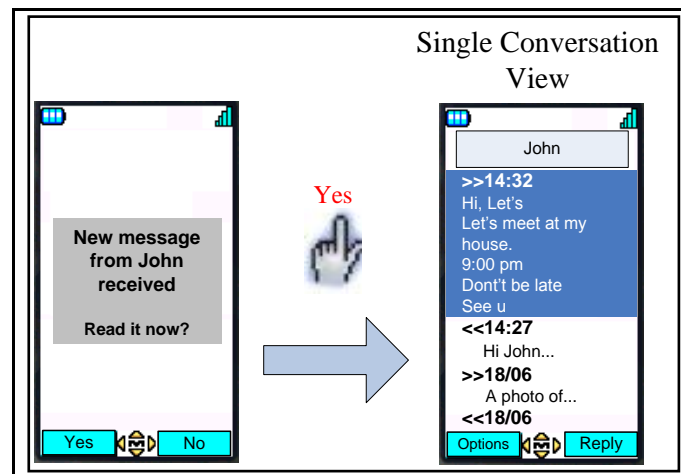 Single Conversation
View
New message
from John
received
Read it now?
Yes
No
Yes
John
>>14:32
Hi, Let's
Let's meet at my
house.
9:00 pm
Dont't be late
See u
<<14:27
Hi John...
>>18/06
A photo of...
<<18/06
Options
Reply